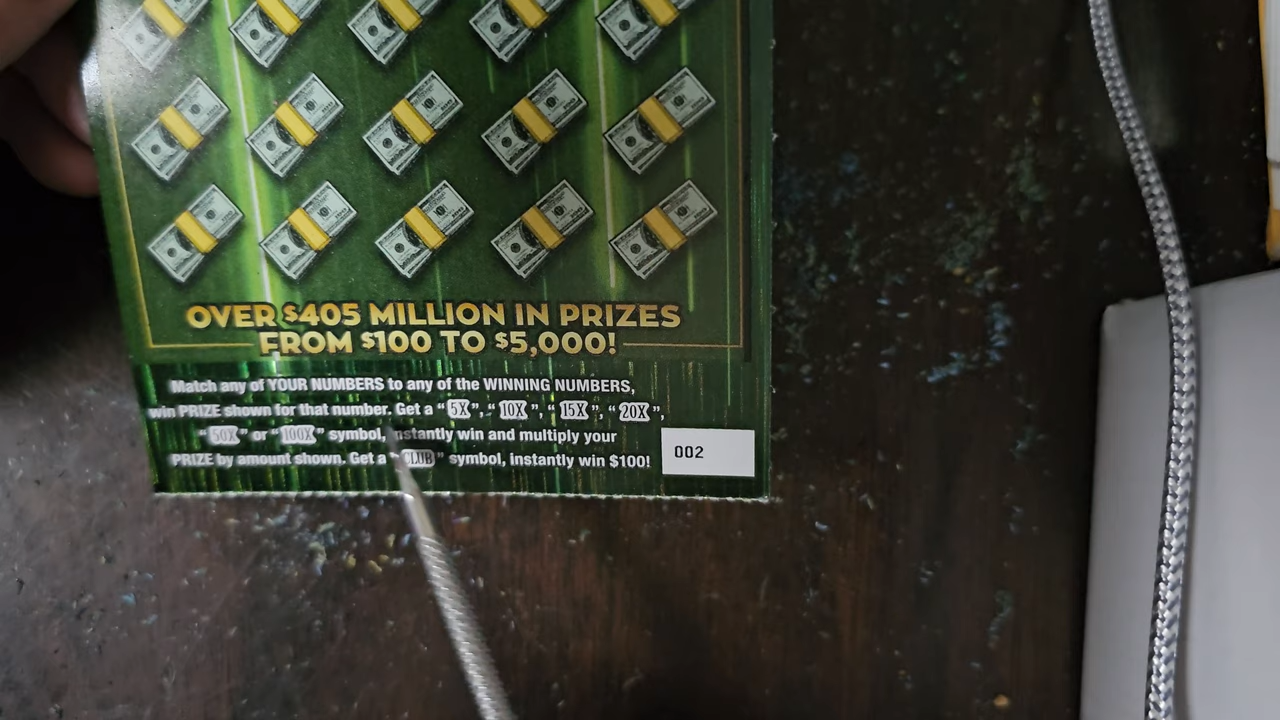 OVER $405 MILLION IN PRIZES
FROM $100 TO $5,000!
Match any of YOUR NUMBERS to any of the WINNING NUMBERS,
win PRIZE shown for that number. Get a "5X", "10X", "15X", "20X",
"50X" or "100X" symbol, instantly win and multiply your
PRIZE by amount shown. Get a "CLUB" symbol, instantly win $100!
002